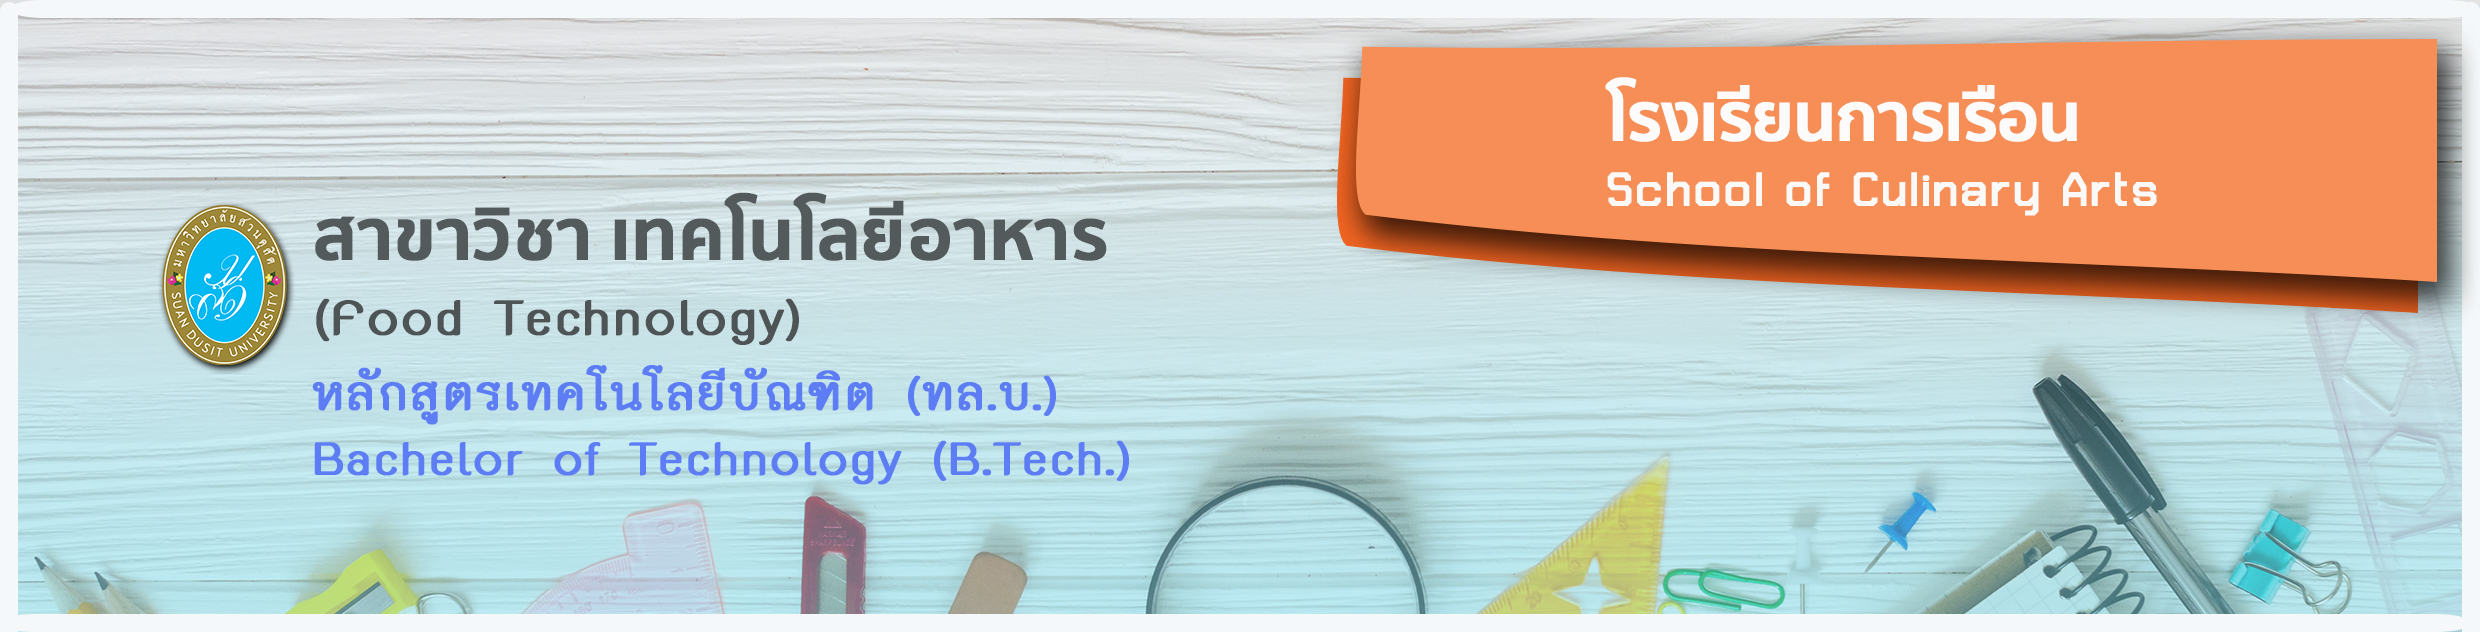 โรงเรียนการเรือน
School of Culinary Arts
มหาวิทยาลัยสวนดุสิต
SUAN DUSIT UNIVERSITY
สาขาวิชา เทคโนโลยีอาหาร
(Food Technology)
หลักสูตรเทคโนโลยีบัณฑิต (ทล.บ.)
Bachelor of Technology (B.Tech.)